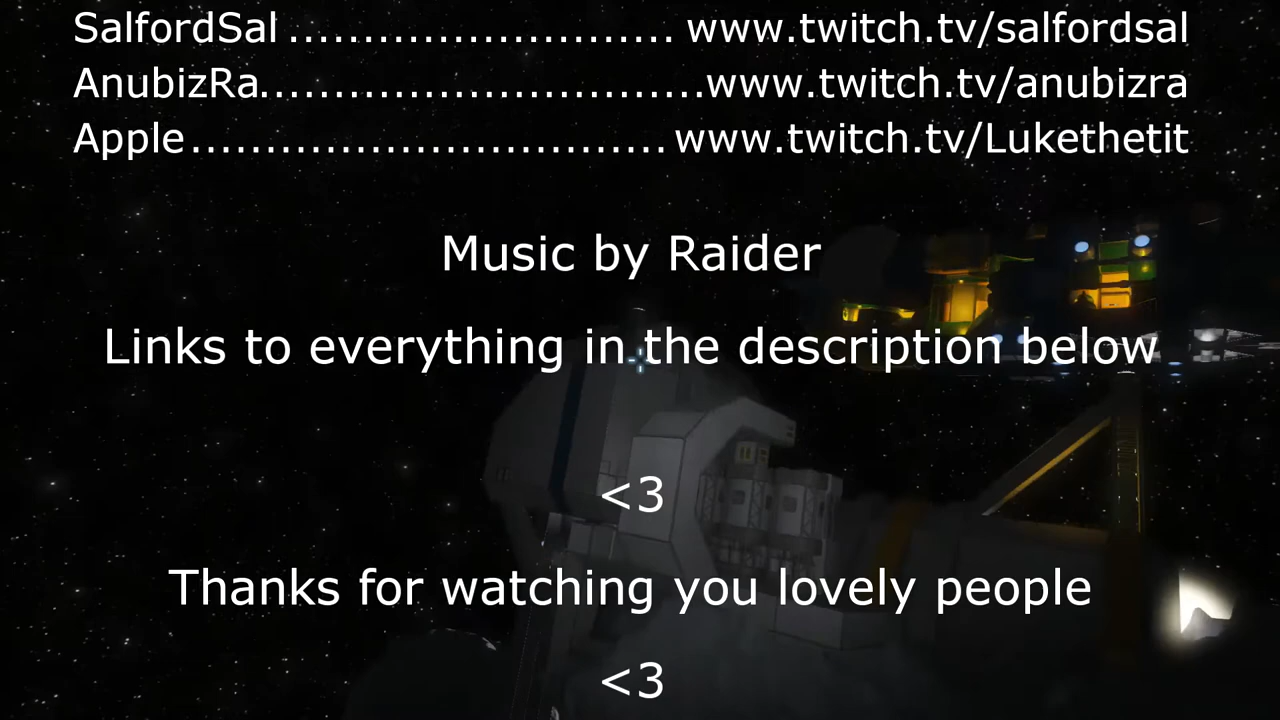 SalfordSal .......................... www.twitch.tv/salfordsal
AnubizRa..............................www.twitch.tv/anubizra
Apple................................www.twitch.tv/Lukethetit
Music by Raider
Links to everything in the description below
<3
Thanks for watching you lovely people
<3